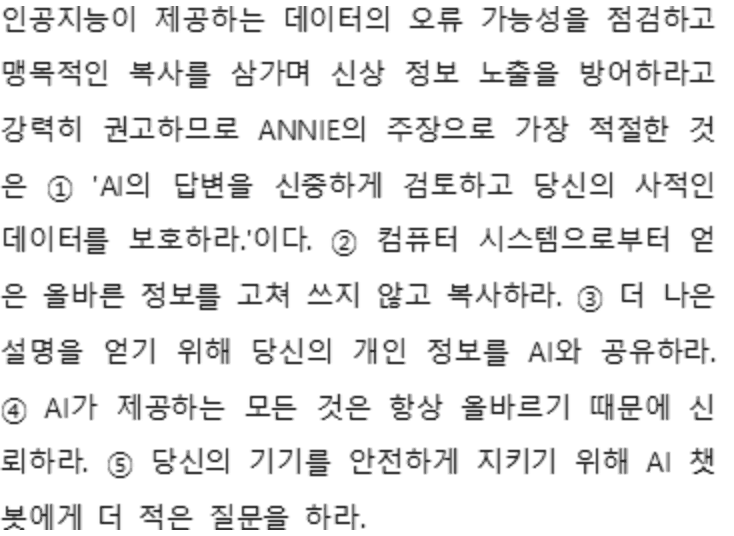 인공지능이 제공하는 데이터의 오류 가능성을 점검하고
맹목적인 복사를 삼가며 신상 정보 노출을 방어하라고
강력히 권고하므로 ANNIE의 주장으로 가장 적절한 것
은 ① 'AI의 답변을 신중하게 검토하고 당신의 사적인
데이터를 보호하라.'이다. ② 컴퓨터 시스템으로부터 얻
은 올바른 정보를 고쳐 쓰지 않고 복사하라. ③ 더 나은
설명을 얻기 위해 당신의 개인 정보를 AI와 공유하라.
④ AI가 제공하는 모든 것은 항상 올바르기 때문에 신
뢰하라. ⑤ 당신의 기기를 안전하게 지키기 위해 AI 챗
봇에게 더 적은 질문을 하라.